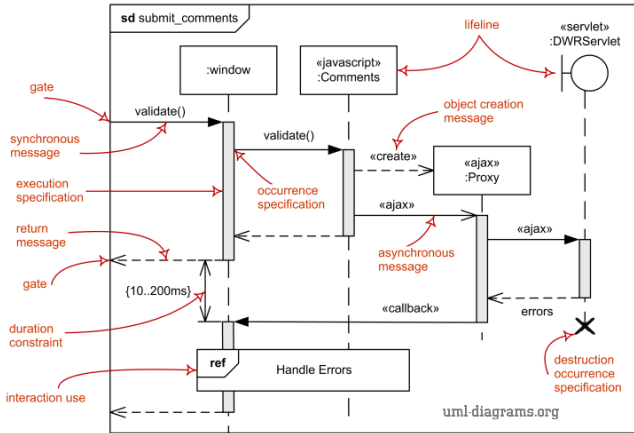 sd submit_comments
lifeline
«servlet»
:DWRServlet
:window
«javascript»
:Comments
gate
validate()
synchronous
message
validate()
object creation
message
«create»
«ajax»
:Proxy
execution
specification
occurrence
specification
«ajax»
«ajax»
return
message
asynchronous
message
gate
{10..200ms}
«callback»
errors
duration
constraint
ref
Handle Errors
destruction
occurrence
specification
interaction use
uml-diagrams.org